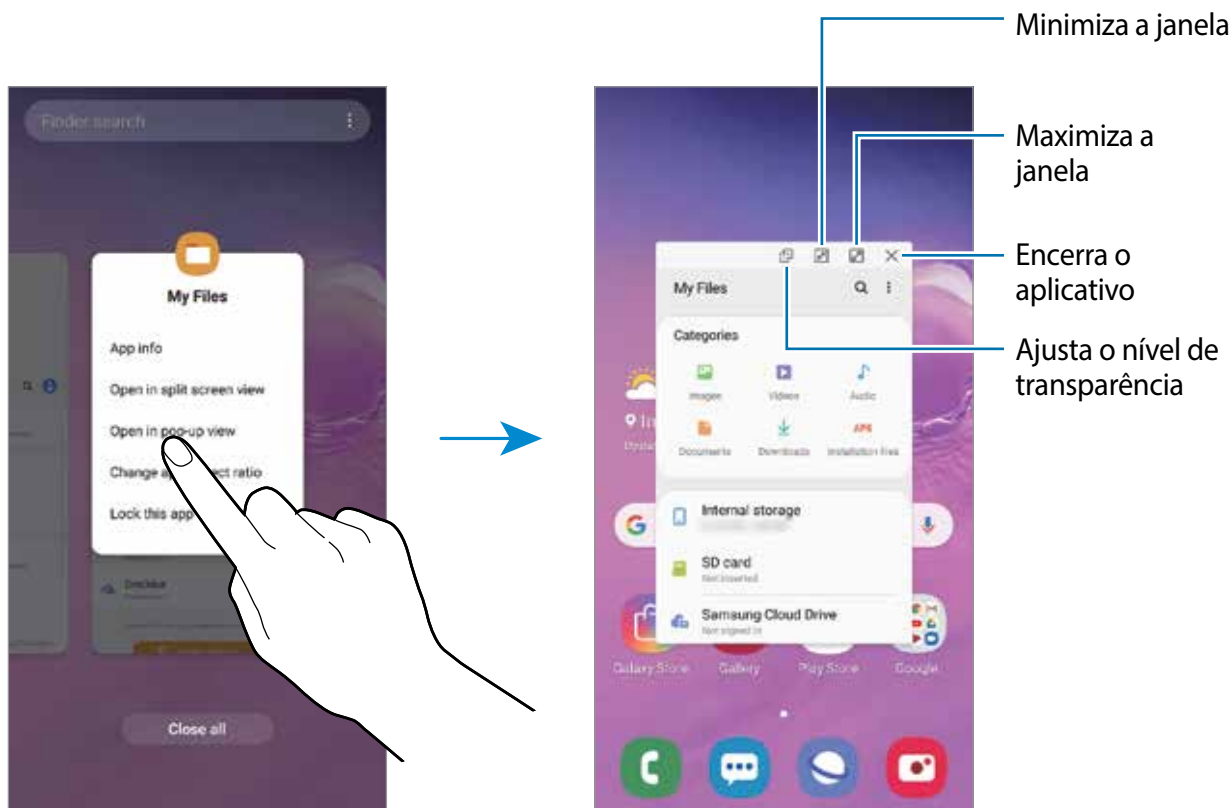 Minimiza a janela
Maximiza a
janela
Encerra o
aplicativo
Ajusta o nível de
transparência
Finder search
My Files
App info
Open in split screen view
Open in pop-up view
Change ect ratio
Lock this app
Close all
My Files
Categories
Images
Videos
Audio
APK
Documents
Downloads
Installation files
Internal storage
SD card
Not inserted
Samsung Cloud Drive
Not signed in
G
Galaxy Store
Gallery
Play Store
Google